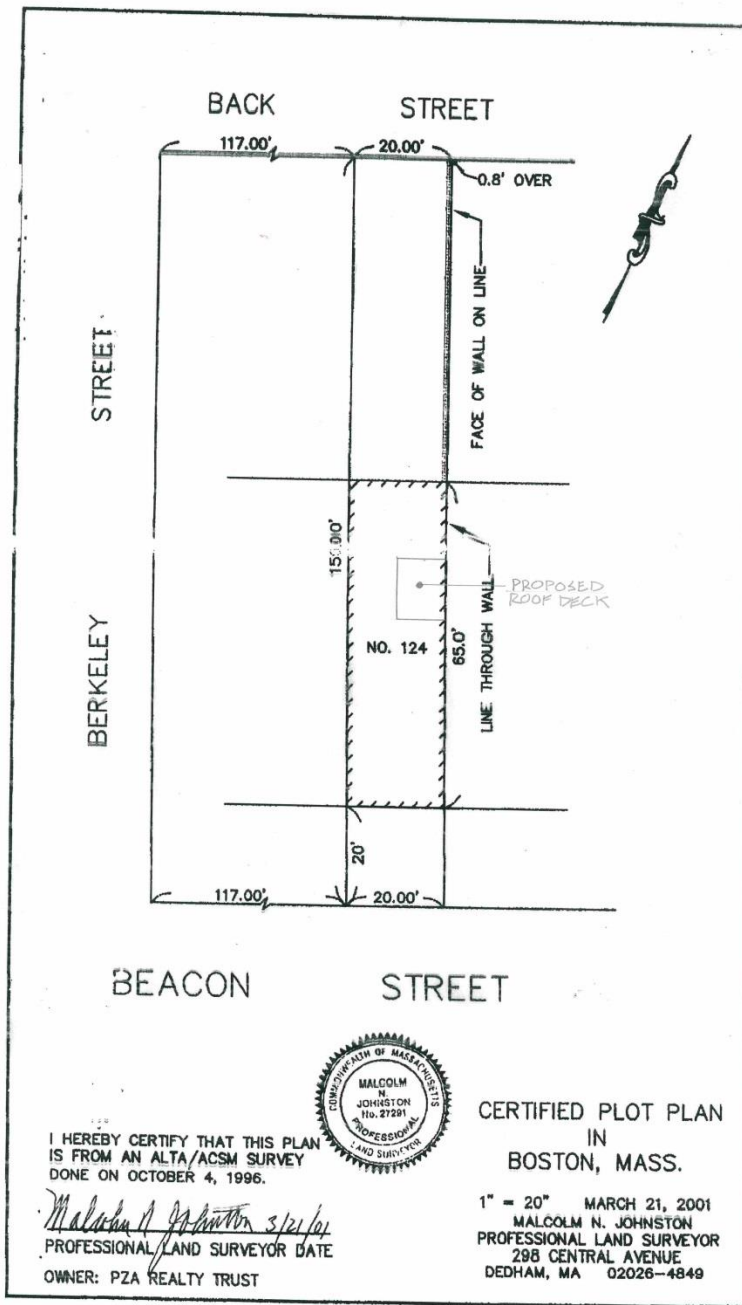 BACK STREET
117.00' 20.00'
0.8' OVER
FACE OF WALL ON LINE
STREET
BERKELEY
150.00'
PROPOSED
ROOF DECK
NO. 124
65.0'
LINE THROUGH WALL
20'
117.00' 20.00'
BEACON STREET
COMMONWEALTH OF MASSACHUSETTS
MALCOLM
N.
JOHNSTON
No. 27291
PROFESSIONAL
LAND SURVEYOR
I HEREBY CERTIFY THAT THIS PLAN
IS FROM AN ALTA/ACSM SURVEY
DONE ON OCTOBER 4, 1996.
Malcolm N Johnston 3/21/01
PROFESSIONAL LAND SURVEYOR DATE
OWNER: PZA REALTY TRUST
CERTIFIED PLOT PLAN
IN
BOSTON, MASS.
1" = 20" MARCH 21, 2001
MALCOLM N. JOHNSTON
PROFESSIONAL LAND SURVEYOR
298 CENTRAL AVENUE
DEDHAM, MA 02026-4849